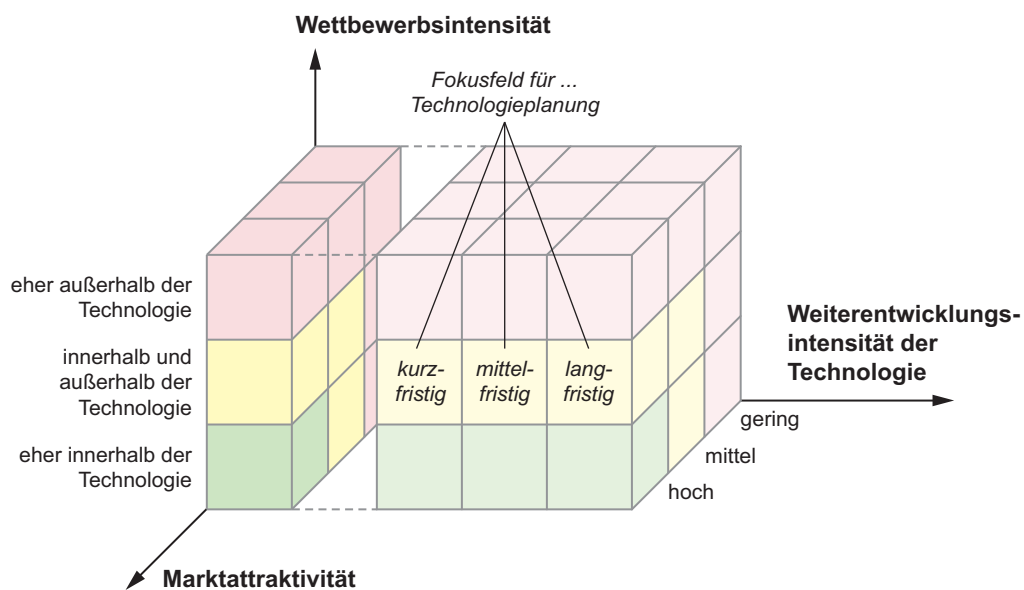 Wettbewerbsintensität
Fokusfeld für ...
Technologieplanung
eher außerhalb der
Technologie
innerhalb und
außerhalb der
Technologie
eher innerhalb der
Technologie
kurz-
fristig
mittel-
fristig
lang-
fristig
Weiterentwicklungs-
intensität der
Technologie
gering
mittel
hoch
Marktattraktivität